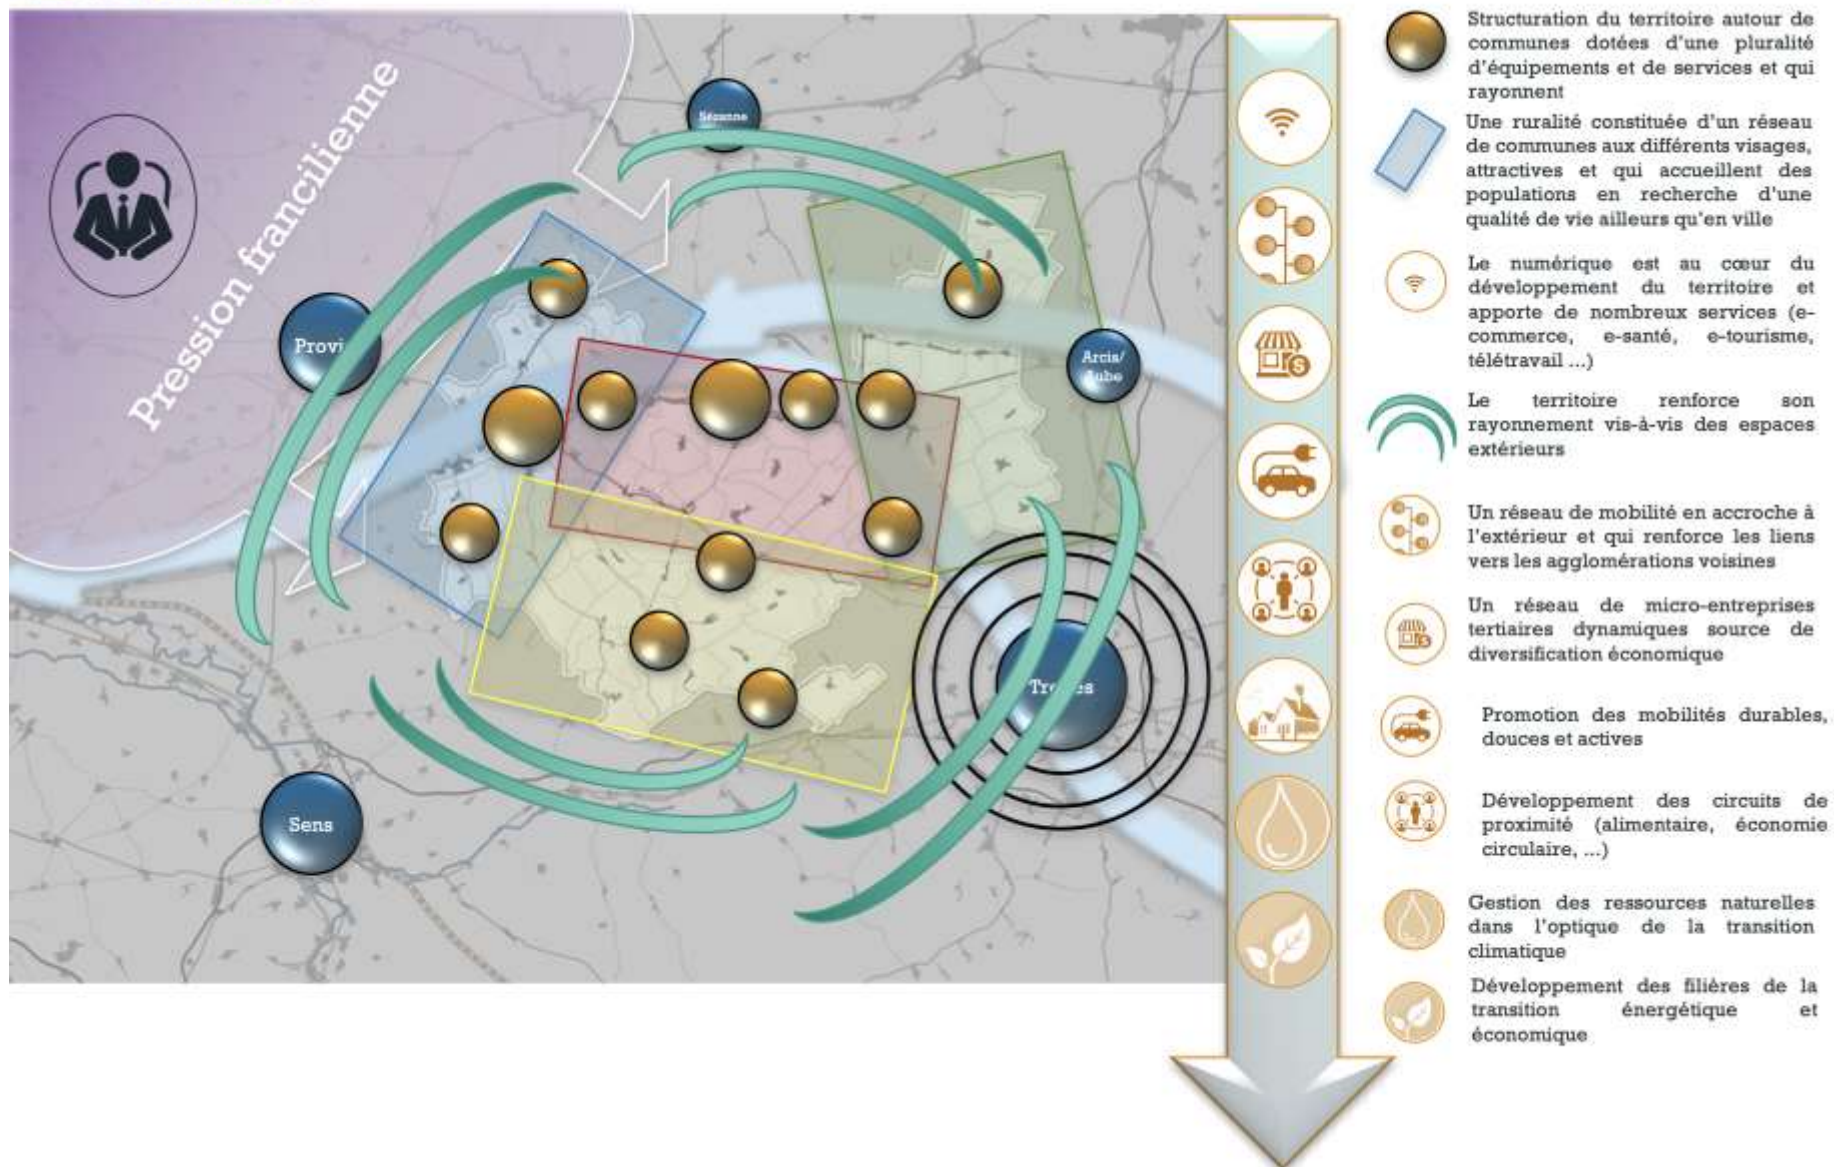 Pression francilienne
Sézanne
Provi
Arcis/
Aube
Sens
Structuration du territoire autour de
communes dotées d'une pluralité
d'équipements et de services et qui
rayonnent
Une ruralité constituée d'un réseau
de communes aux différents visages,
attractives et qui accueillent des
populations en recherche d'une
qualité de vie ailleurs qu'en ville
Le numérique est au cœur du
développement du territoire et
apporte de nombreux services (e-
commerce, e-santé, e-tourisme,
télétravail ...)
Le territoire renforce son
rayonnement vis-à-vis des espaces
extérieurs
Un réseau de mobilité en accroche à
l'extérieur et qui renforce les liens
vers les agglomérations voisines
Un réseau de micro-entreprises
tertiaires dynamiques source de
diversification économique
Promotion des mobilités durables,
douces et actives
Développement des circuits de
proximité (alimentaire, économie
circulaire, ...)
Gestion des ressources naturelles
dans l'optique de la transition
climatique
Développement des filières de la
transition énergétique et
économique